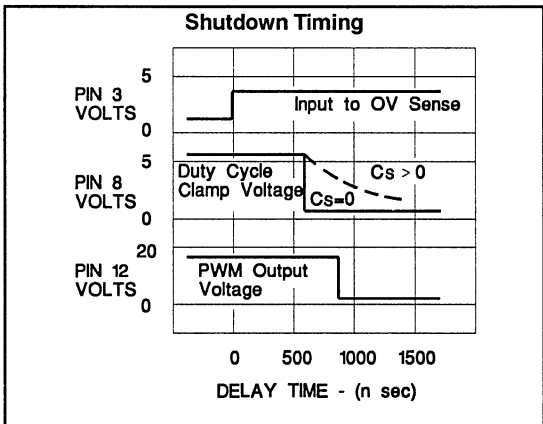 Shutdown Timing
5
PIN 3
VOLTS
0
Input to OV Sense
5
PIN 8
VOLTS
0
Duty Cycle
Clamp Voltage
Cs > 0
Cs=0
20
PIN 12
VOLTS
0
PWM Output
Voltage
0 500 1000 1500
DELAY TIME - (n sec)